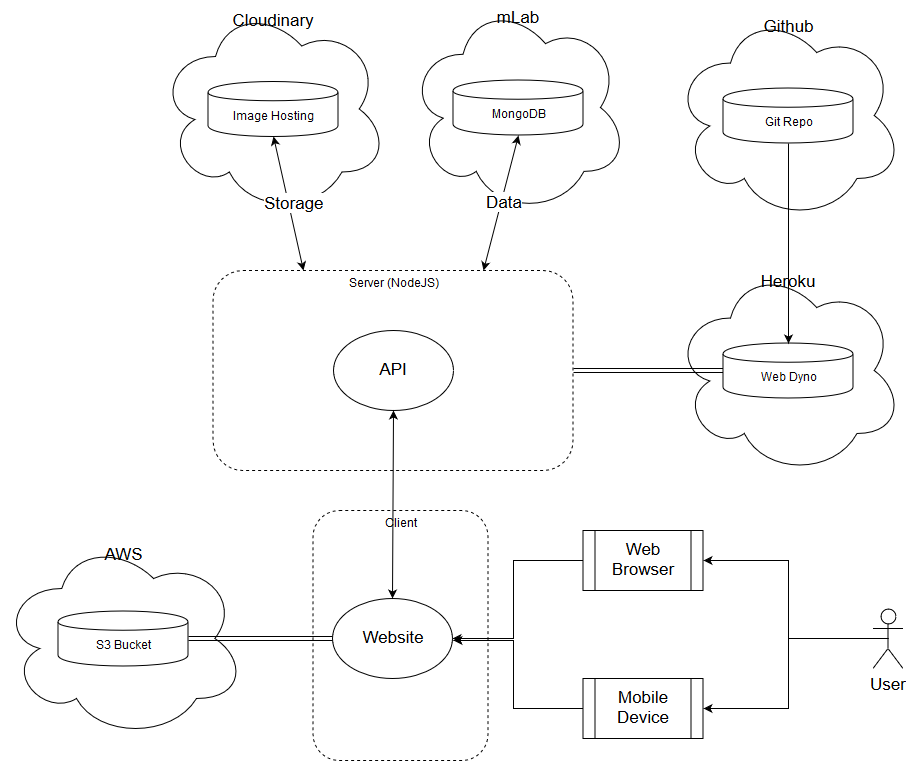 Cloudinary
mLab
Github
Image Hosting
MongoDB
Git Repo
Storage
Data
Server (NodeJS)
Heroku
API
Web Dyno
Client
AWS
Web
Browser
S3 Bucket
Website
User
Mobile
Device